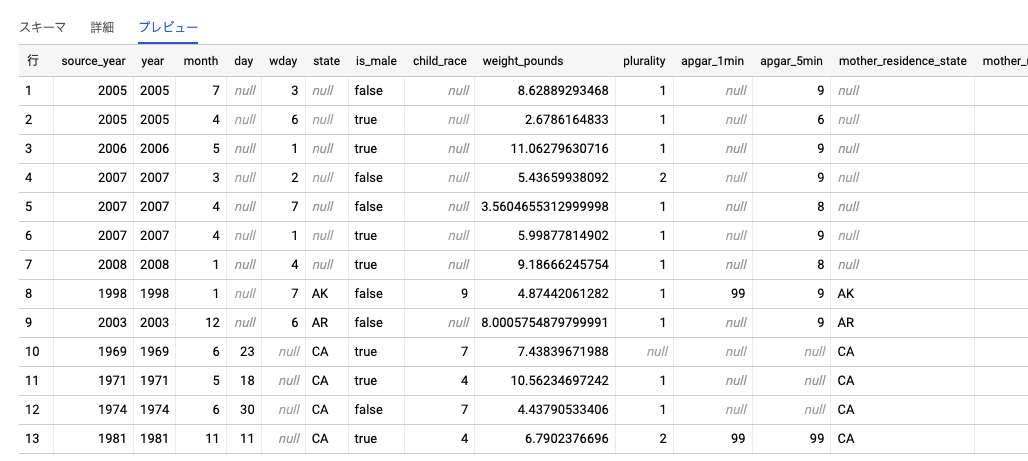 スキーマ 詳細 プレビュー
行 source_year year month day wday state is_male child_race weight_pounds plurality apgar_1min apgar_5min mother_residence_state
1 2005 2005 7 null 3 null false null 8.62889293468 1 null 9 null
2 2005 2005 4 null 6 null true null 2.6786164833 1 null 6 null
3 2006 2006 5 null 1 null true null 11.06279630716 1 null 9 null
4 2007 2007 3 null 2 null false null 5.43659938092 2 null 9 null
5 2007 2007 4 null 7 null false null 3.5604655312999998 1 null 8 null
6 2007 2007 4 null 1 null true null 5.99877814902 1 null 9 null
7 2008 2008 1 null 4 null true null 9.18666245754 1 null 8 null
8 1998 1998 1 null 7 AK false 9 4.87442061282 1 99 9 AK
9 2003 2003 12 null 6 AR false null 8.0005754879799991 1 null 9 AR
10 1969 1969 6 23 null CA true 7 7.43839671988 null null null CA
11 1971 1971 5 18 null CA true 4 10.56234697242 1 null null CA
12 1974 1974 6 30 null CA false 7 4.43790533406 1 null null CA
13 1981 1981 11 11 null CA true 4 6.7902376696 2 99 99 CA